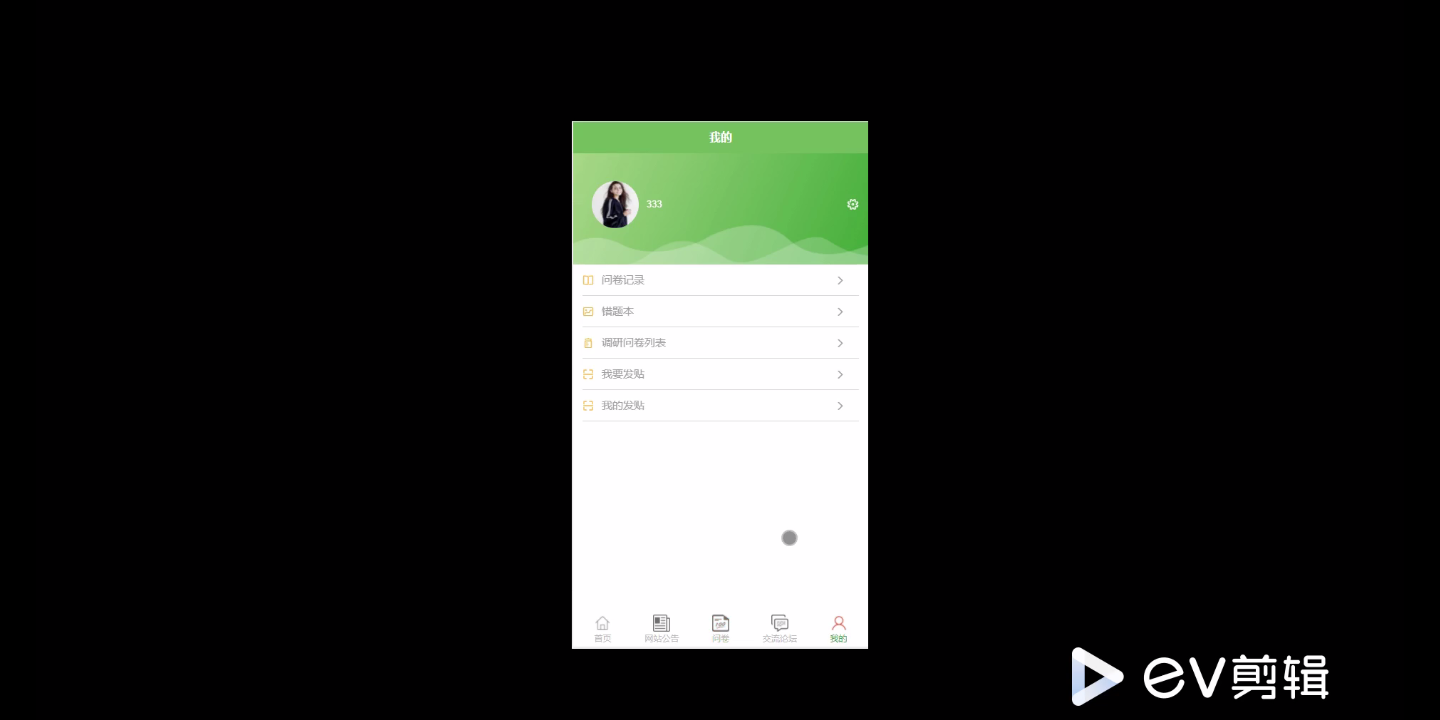 我的
333
问卷记录
错题本
调研问卷列表
我要发贴
我的发贴
首页
网站公告
问卷
交流论坛
我的
eV剪辑